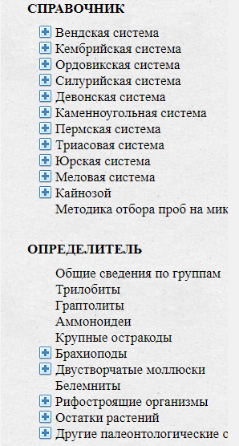 СПРАВОЧНИК
Вендская система
Кембрийская система
Ордовикская система
Силурийская система
Девонская система
Каменноугольная система
Пермская система
Триасовая система
Юрская система
Меловая система
Кайнозой
Методика отбора проб на мик
ОПРЕДЕЛИТЕЛЬ
Общие сведения по группам
Трилобиты
Граптолиты
Аммоноидеи
Крупные остракоды
Брахиоподы
Двустворчатые моллюски
Белемниты
Рифостроящие организмы
Остатки растений
Другие палеонтологические с